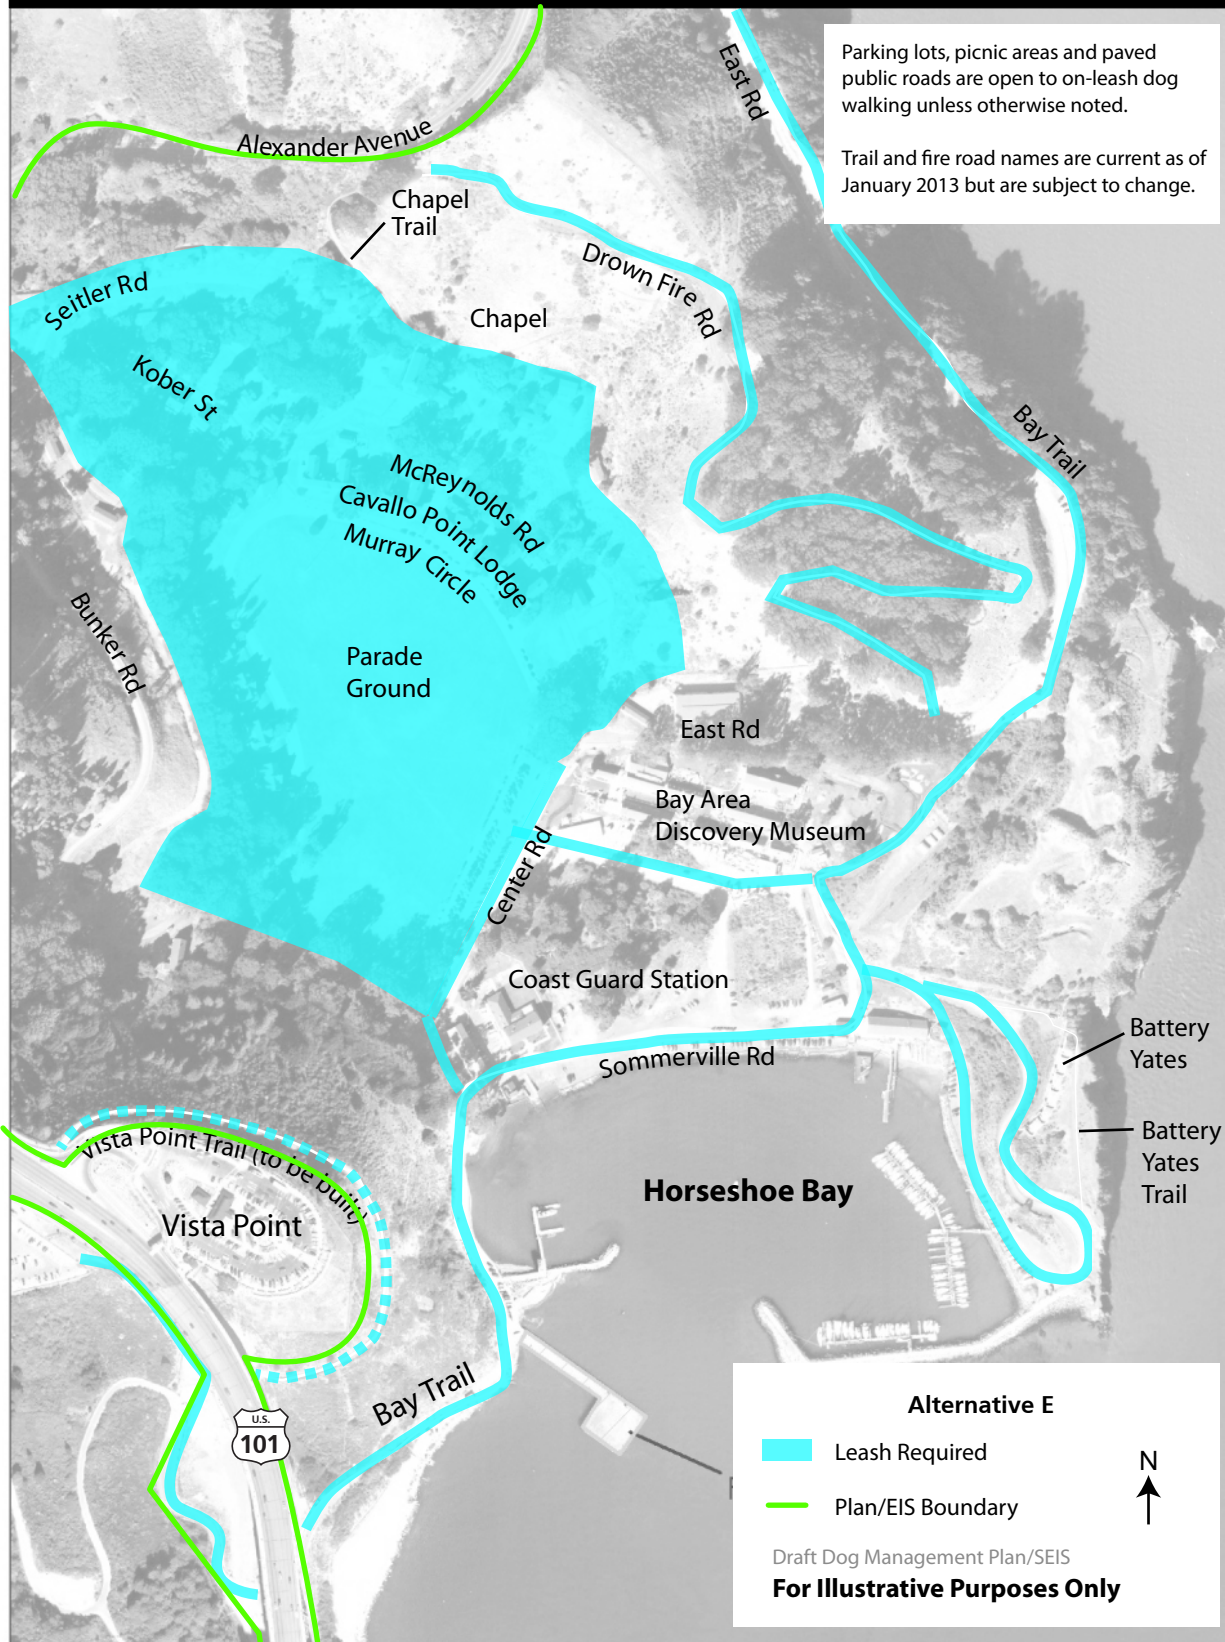 Parking lots, picnic areas and paved
public roads are open to on-leash dog
walking unless otherwise noted.
Trail and fire road names are current as of
January 2013 but are subject to change.
East Rd
Alexander Avenue
Chapel
Trail
Drown Fire Rd
Seitler Rd
Chapel
Kober St
Bay Trail
McReynolds Rd
Cavallo Point Lodge
Murray Circle
Bunker Rd
Parade
Ground
East Rd
Bay Area
Discovery Museum
Center Rd
Coast Guard Station
Battery
Yates
Sommerville Rd
Battery
Yates
Trail
Vista Point Trail (to be built)
Horseshoe Bay
Vista Point
Bay Trail
U.S.
101
Alternative E
Leash Required
N
Plan/EIS Boundary
Draft Dog Management Plan/SEIS
For Illustrative Purposes Only